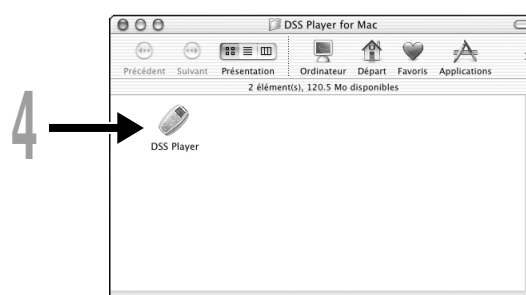 DSS Player for Mac
Précédent Suivant Présentation Ordinateur Départ Favoris Applications
2 élément(s), 120.5 Mo disponibles
4
DSS Player